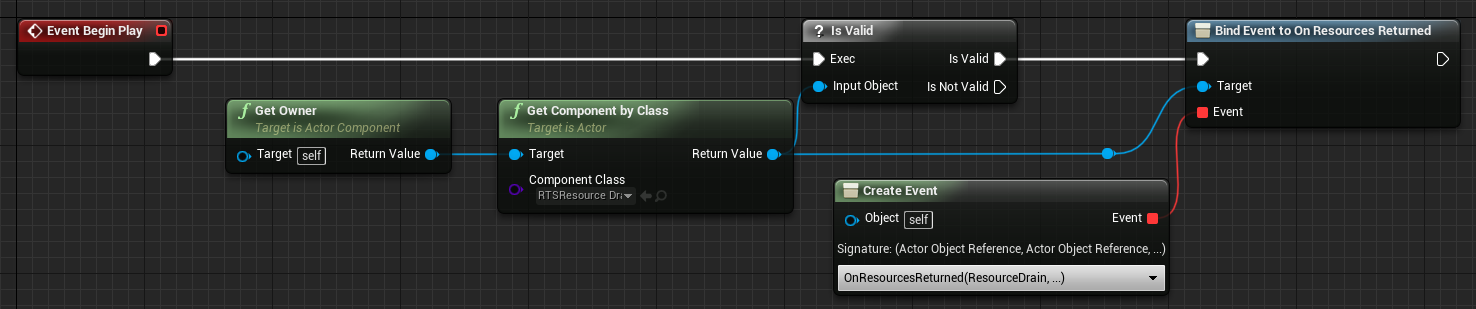 Event Begin Play
Get Owner
Target is Actor Component
Target
self
Return Value
Get Component by Class
Target is Actor
Target
Return Value
Component Class
RTSResource Dr
? Is Valid
Exec
Is Valid
Input Object
Is Not Valid
Create Event
Object
self
Event
Signature: (Actor Object Reference, Actor Object Reference, ...)
OnResourcesReturned(ResourceDrain, ...)
Bind Event to On Resources Returned
Target
Event